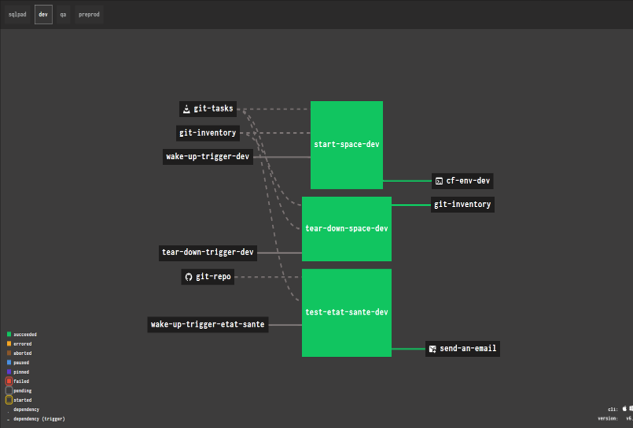 sqlpad dev qa preprod
git-tasks
git-inventory
start-space-dev
wake-up-trigger-dev
cf-env-dev
git-inventory
tear-down-space-dev
tear-down-trigger-dev
git-repo
test-etat-sante-dev
wake-up-trigger-etat-sante
send-an-email
succeeded
errored
aborted
paused
pinned
failed
pending
started
dependency
dependency (trigger)
cli:
version: